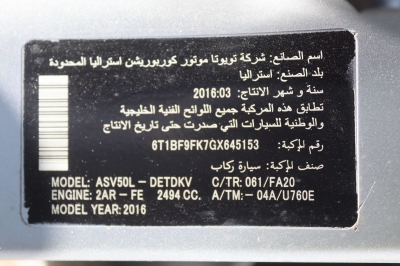 اسم الصانع: شركة تويوتا موتور كوربوريشن استراليا المحدودة
بلد الصنع: استراليا
سنة و شهر الانتاج: 2016:03
تطابق هذه المركبة جميع اللوائح الفنية الخليجية
والوطنية للسيارات التي صدرت حتى تاريخ الانتاج
رقم المركبة: 6T1BF9FK7GX645153
صنف المركبة: سيارة ركاب
MODEL: ASV50L - DETDKV C/TR: 061/FA20
ENGINE: 2AR - FE 2494 CC. A/TM: -04A/U760E
MODEL YEAR: 2016